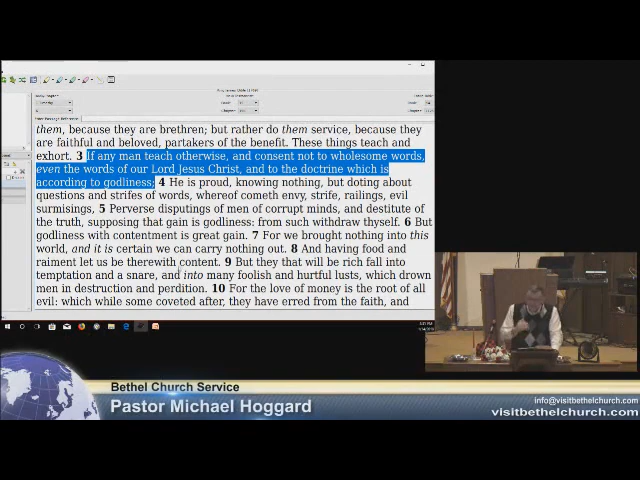 them, because they are brethren; but rather do them service, because they
are faithful and beloved, partakers of the benefit. These things teach and
exhort. 3 If any man teach otherwise, and consent not to wholesome words,
even the words of our Lord Jesus Christ, and to the doctrine which is
according to godliness; 4 He is proud, knowing nothing, but doting about
questions and strifes of words, whereof cometh envy, strife, railings, evil
surmisings, 5 Perverse disputings of men of corrupt minds, and destitute of
the truth, supposing that gain is godliness: from such withdraw thyself. 6 But
godliness with contentment is great gain. 7 For we brought nothing into this
world, and it is certain we can carry nothing out. 8 And having food and
raiment let us be therewith content. 9 But they that will be rich fall into
temptation and a snare, and into many foolish and hurtful lusts, which drown
men in destruction and perdition. 10 For the love of money is the root of all
evil: which while some coveted after, they have erred from the faith, and
Bethel Church Service
Pastor Michael Hoggard
info@visitbethelchurch.com
visitbethelchurch.com